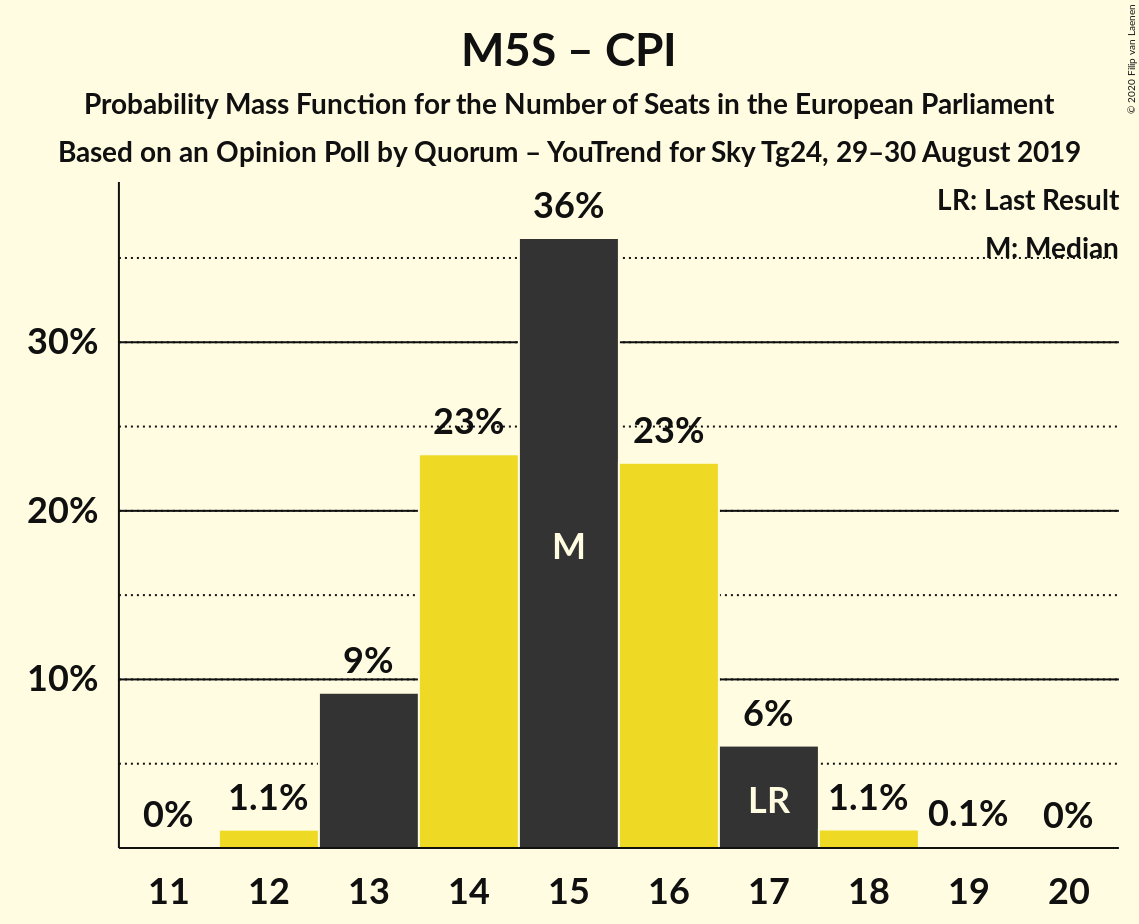 M5S – CPI
Probability Mass Function for the Number of Seats in the European Parliament
Based on an Opinion Poll by Quorum – YouTrend for Sky Tg24, 29–30 August 2019
© 2020 Filip van Laenen
LR: Last Result
M: Median
36%
30%
23%
23%
20%
M
9%
10%
6%
LR
0%
1.1%
1.1%
0.1%
0%
11 12 13 14 15 16 17 18 19 20